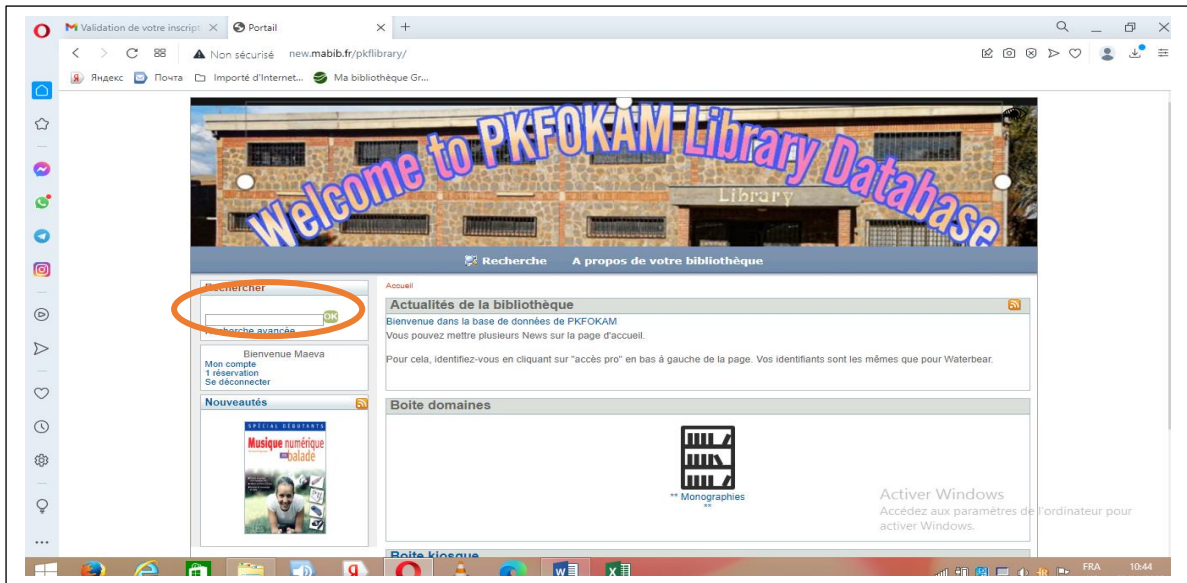 Validation de votre inscript
Portail
Non sécurisé new.mabib.fr/pkflibrary/
Яндекс
Почта
Importé d'Internet...
Ma bibliothèque Gr...
Welcome to PKFOKAM Library Database
Library
Recherche
A propos de votre bibliothèque
Rechercher
OK
Recherche avancée
Bienvenue Maeva
Mon compte
1 réservation
Se déconnecter
Nouveautés
SPÉCIAL DÉBUTANTS
Musique numérique
balade
Accueil
Actualités de la bibliothèque
Bienvenue dans la base de données de PKFOKAM
Vous pouvez mettre plusieurs News sur la page d'accueil.
Pour cela, identifiez-vous en cliquant sur "accès pro" en bas à gauche de la page. Vos identifiants sont les mêmes que pour Waterbear.
Boite domaines
** Monographies
**
Boite kiosque
Activer Windows
Accédez aux paramètres de l'ordinateur pour
activer Windows.
FRA
10:44